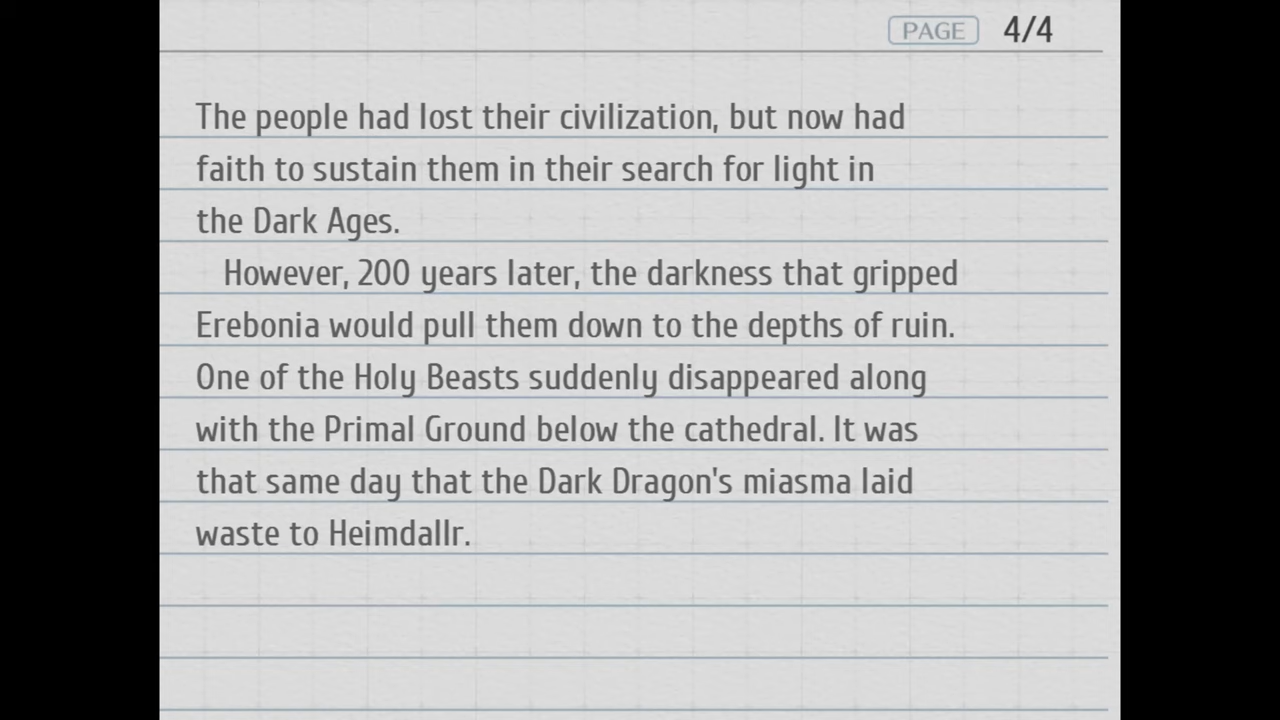 PAGE 4/4
The people had lost their civilization, but now had
faith to sustain them in their search for light in
the Dark Ages.
However, 200 years later, the darkness that gripped
Erebonia would pull them down to the depths of ruin.
One of the Holy Beasts suddenly disappeared along
with the Primal Ground below the cathedral. It was
that same day that the Dark Dragon's miasma laid
waste to Heimdallr.